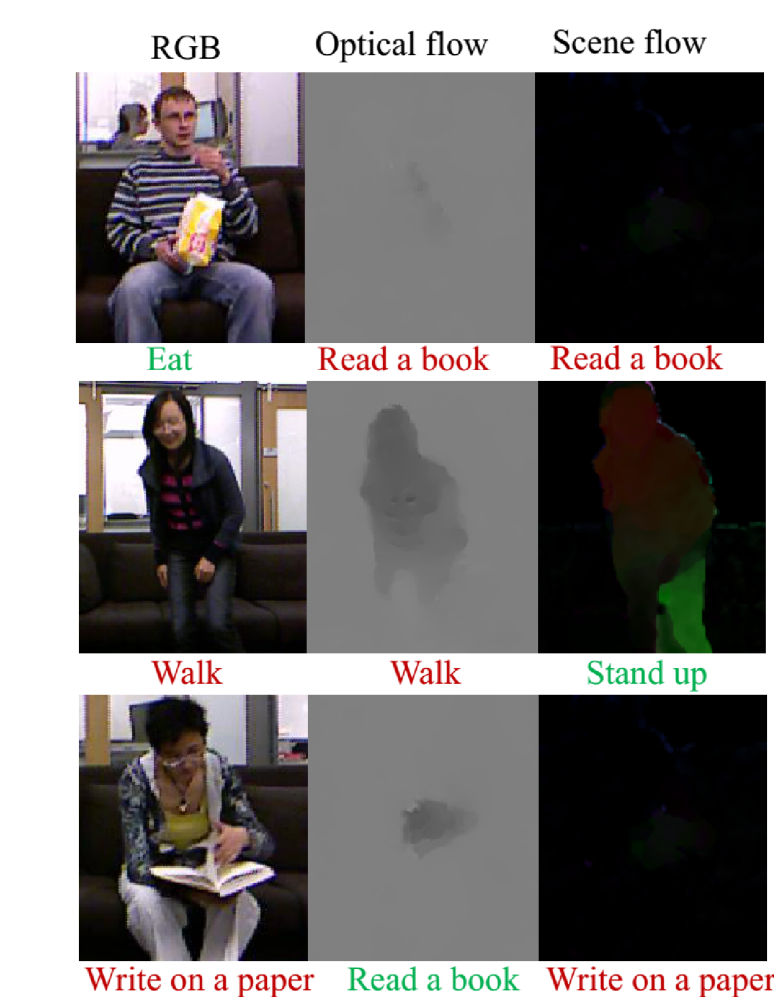 RGB Optical flow Scene flow
Eat Read a book Read a book
Walk Walk Stand up
Write on a paper Read a book Write on a paper